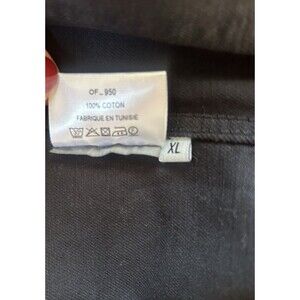 OF_950
100% COTON
FABRIQUE EN TUNISIE
XL